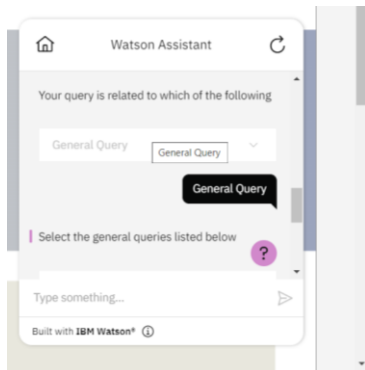 Watson Assistant
Your query is related to which of the following
General Query
General Query
General Query
Select the general queries listed below
?
Type something...
Built with IBM Watson®